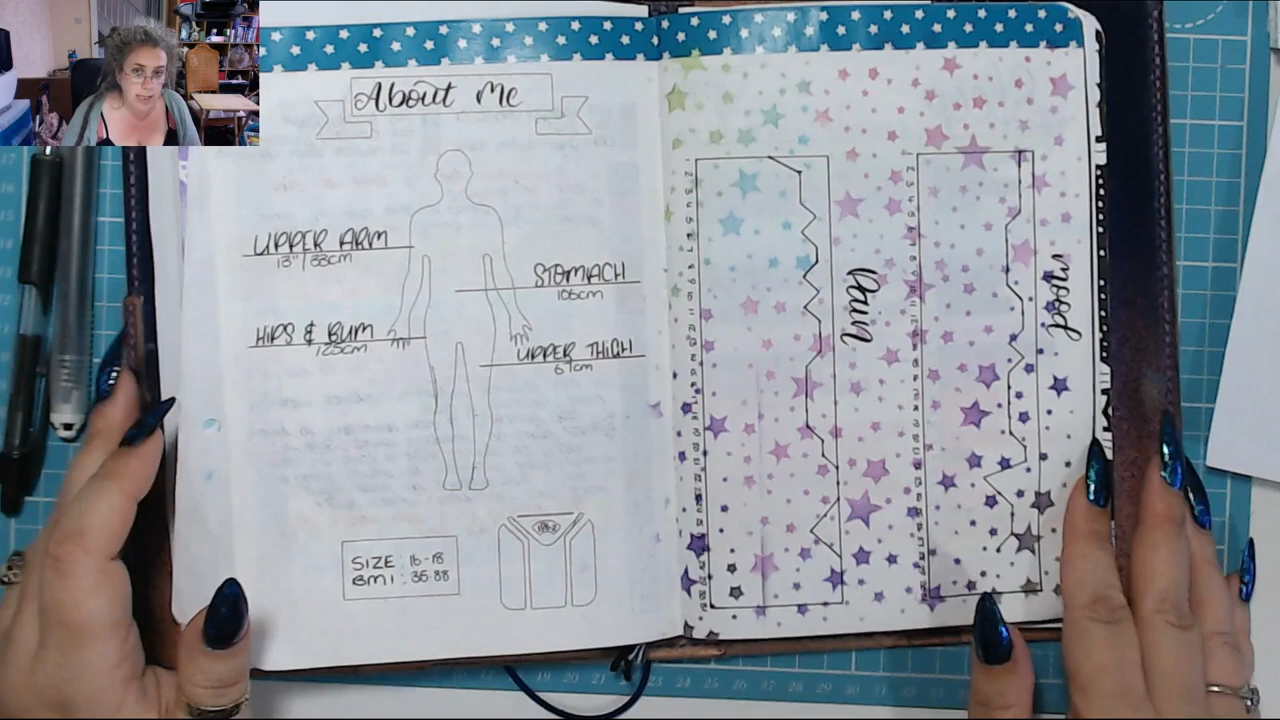 About Me
UPPER ARM
13"/33cm
STOMACH
106cm
HIPS & BUM
125cm
UPPER THIGH
67cm
SIZE : 16-18
BMI : 35.88
Pain
mood